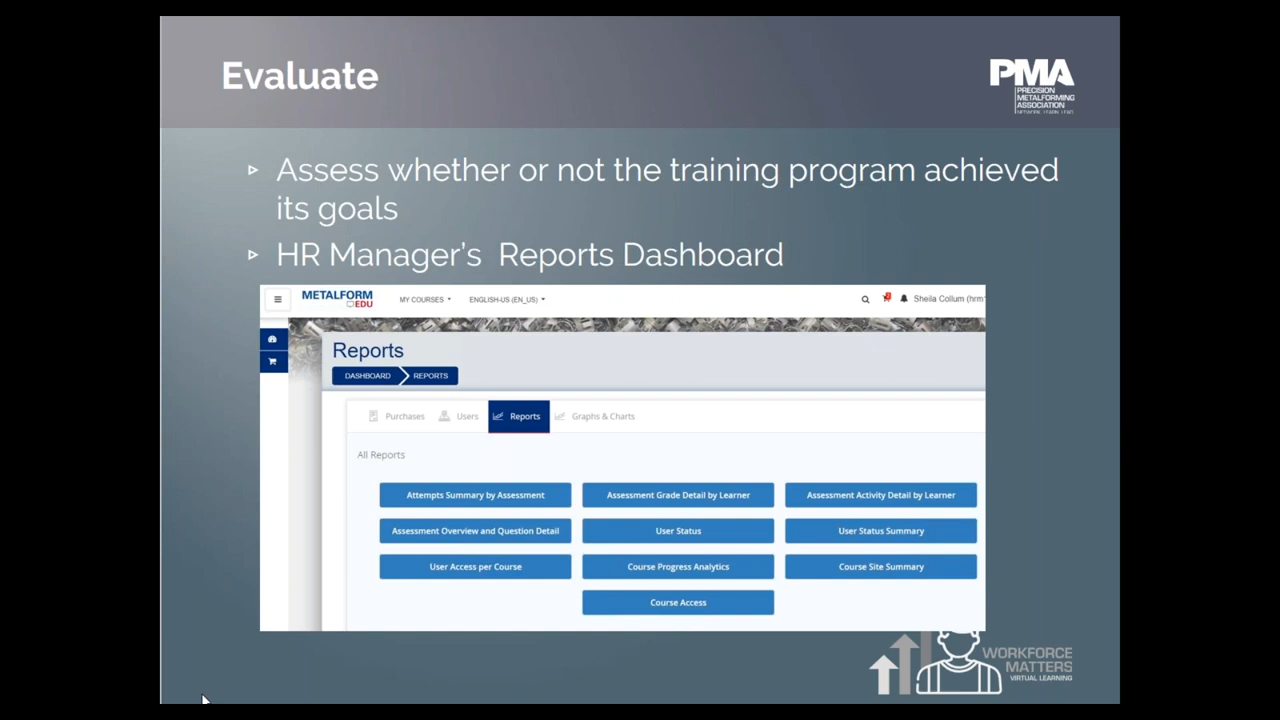 Evaluate
PMA
PRECISION
METALFORMING
ASSOCIATION
NETWORK. LEARN. LEAD.
▹ Assess whether or not the training program achieved
its goals
▹ HR Manager’s  Reports Dashboard
METALFORM
EDU
MY COURSES
ENGLISH-US (EN_US)
Sheila Collum (hrm
Reports
DASHBOARD
REPORTS
Purchases
Users
Reports
Graphs & Charts
All Reports
Attempts Summary by Assessment
Assessment Grade Detail by Learner
Assessment Activity Detail by Learner
Assessment Overview and Question Detail
User Status
User Status Summary
User Access per Course
Course Progress Analytics
Course Site Summary
Course Access
WORKFORCE
MATTERS
VIRTUAL LEARNING